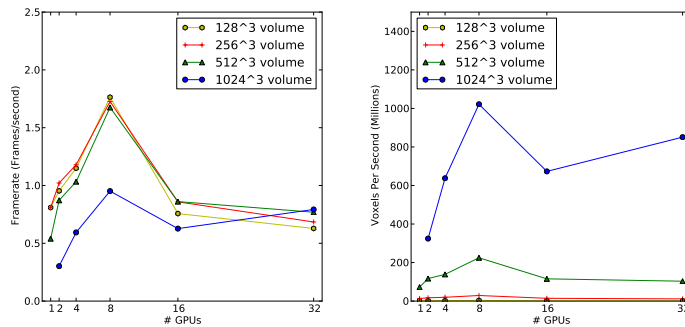 128^3 volume
256^3 volume
512^3 volume
1024^3 volume
2.5
2.0
1.5
1.0
0.5
0.0
Framerate (Frames/second)
1 2 4 8 16 32
# GPUs
128^3 volume
256^3 volume
512^3 volume
1024^3 volume
1400
1200
1000
800
600
400
200
0
Voxels Per Second (Millions)
1 2 4 8 16 32
# GPUs